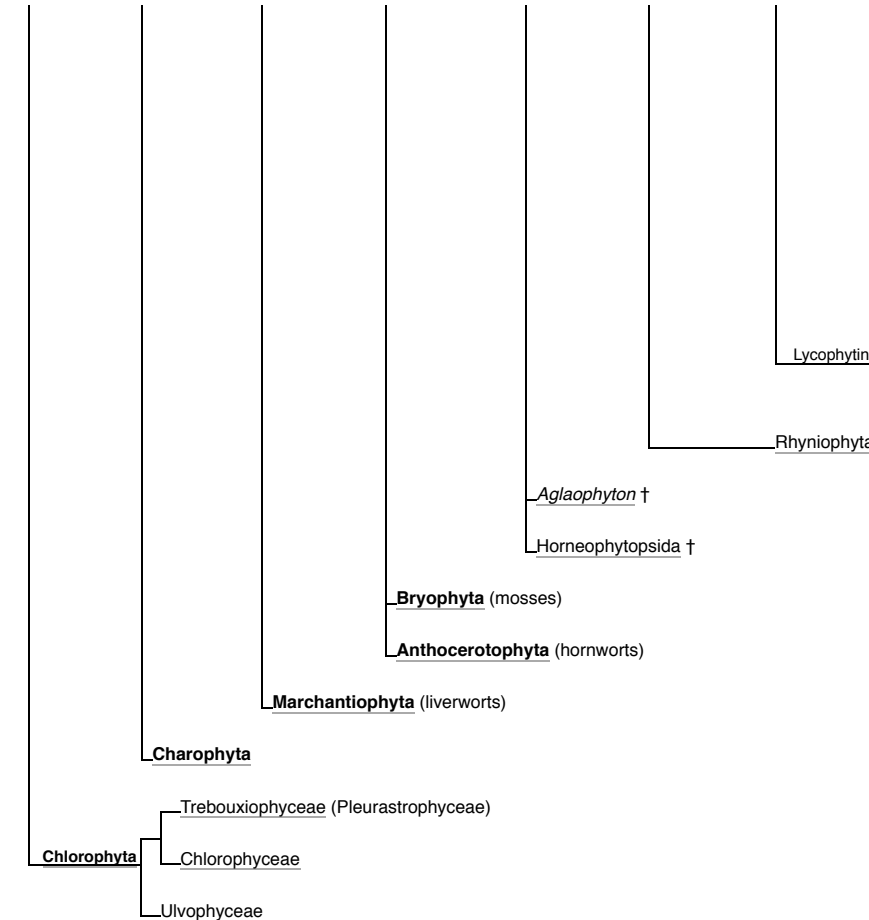 Lycophytin
Rhyniophyta
Aglaophyton †
Horneophytopsida †
Bryophyta (mosses)
Anthocerotophyta (hornworts)
Marchantiophyta (liverworts)
Charophyta
Trebouxiophyceae (Pleurastrophyceae)
Chlorophyta
Chlorophyceae
Ulvophyceae